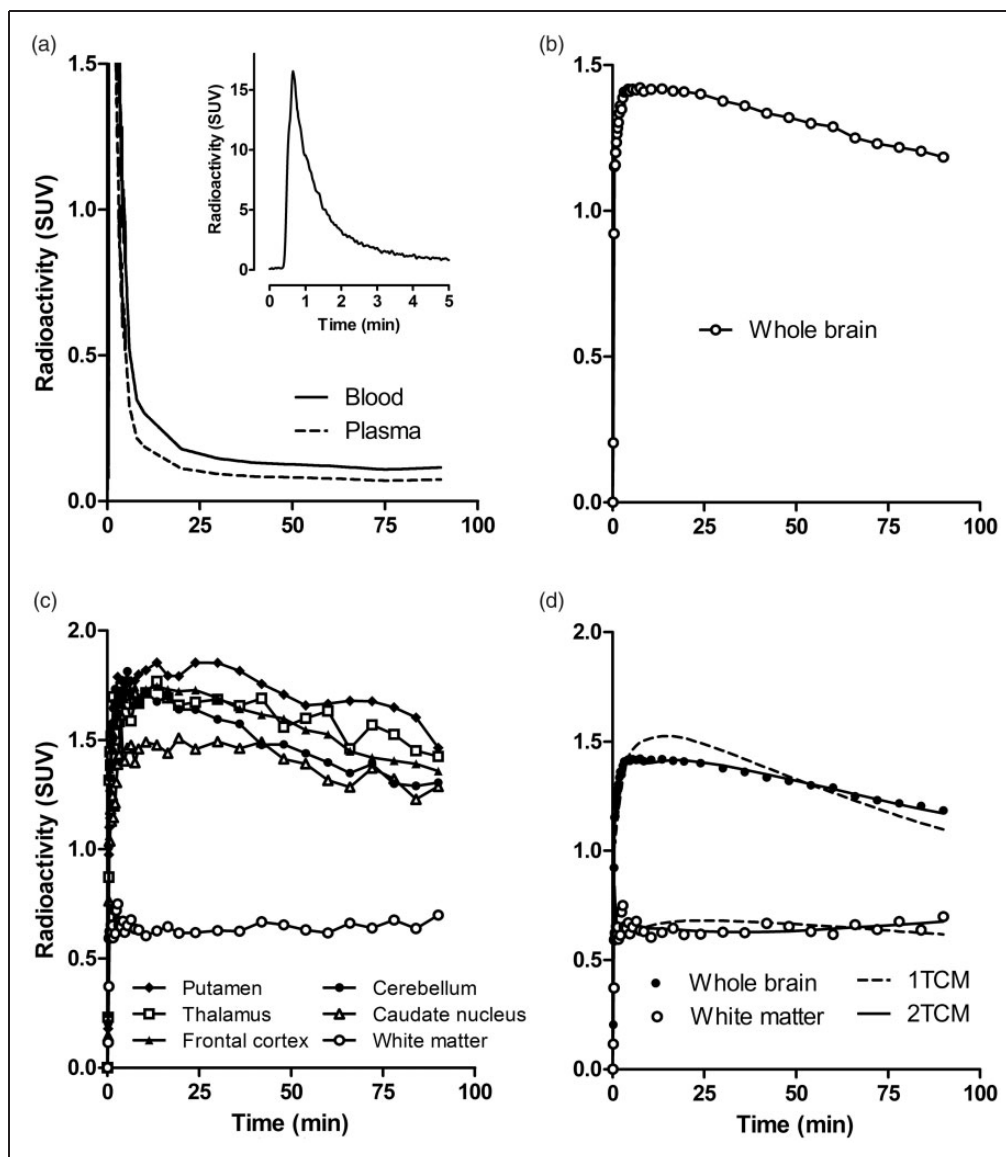 (a)
1.5
1.0
0.5
0.0
0 25 50 75 100
Radioactivity (SUV)
15
10
5
0
0 1 2 3 4 5
Radioactivity (SUV)
Time (min)
Blood
Plasma
(b)
1.5
1.0
0.5
0.0
0 25 50 75 100
Whole brain
(c)
2.0
1.5
1.0
0.5
0.0
0 25 50 75 100
Radioactivity (SUV)
Time (min)
Putamen Cerebellum
Thalamus Caudate nucleus
Frontal cortex White matter
(d)
2.0
1.5
1.0
0.5
0.0
0 25 50 75 100
Time (min)
Whole brain 1TCM
White matter 2TCM